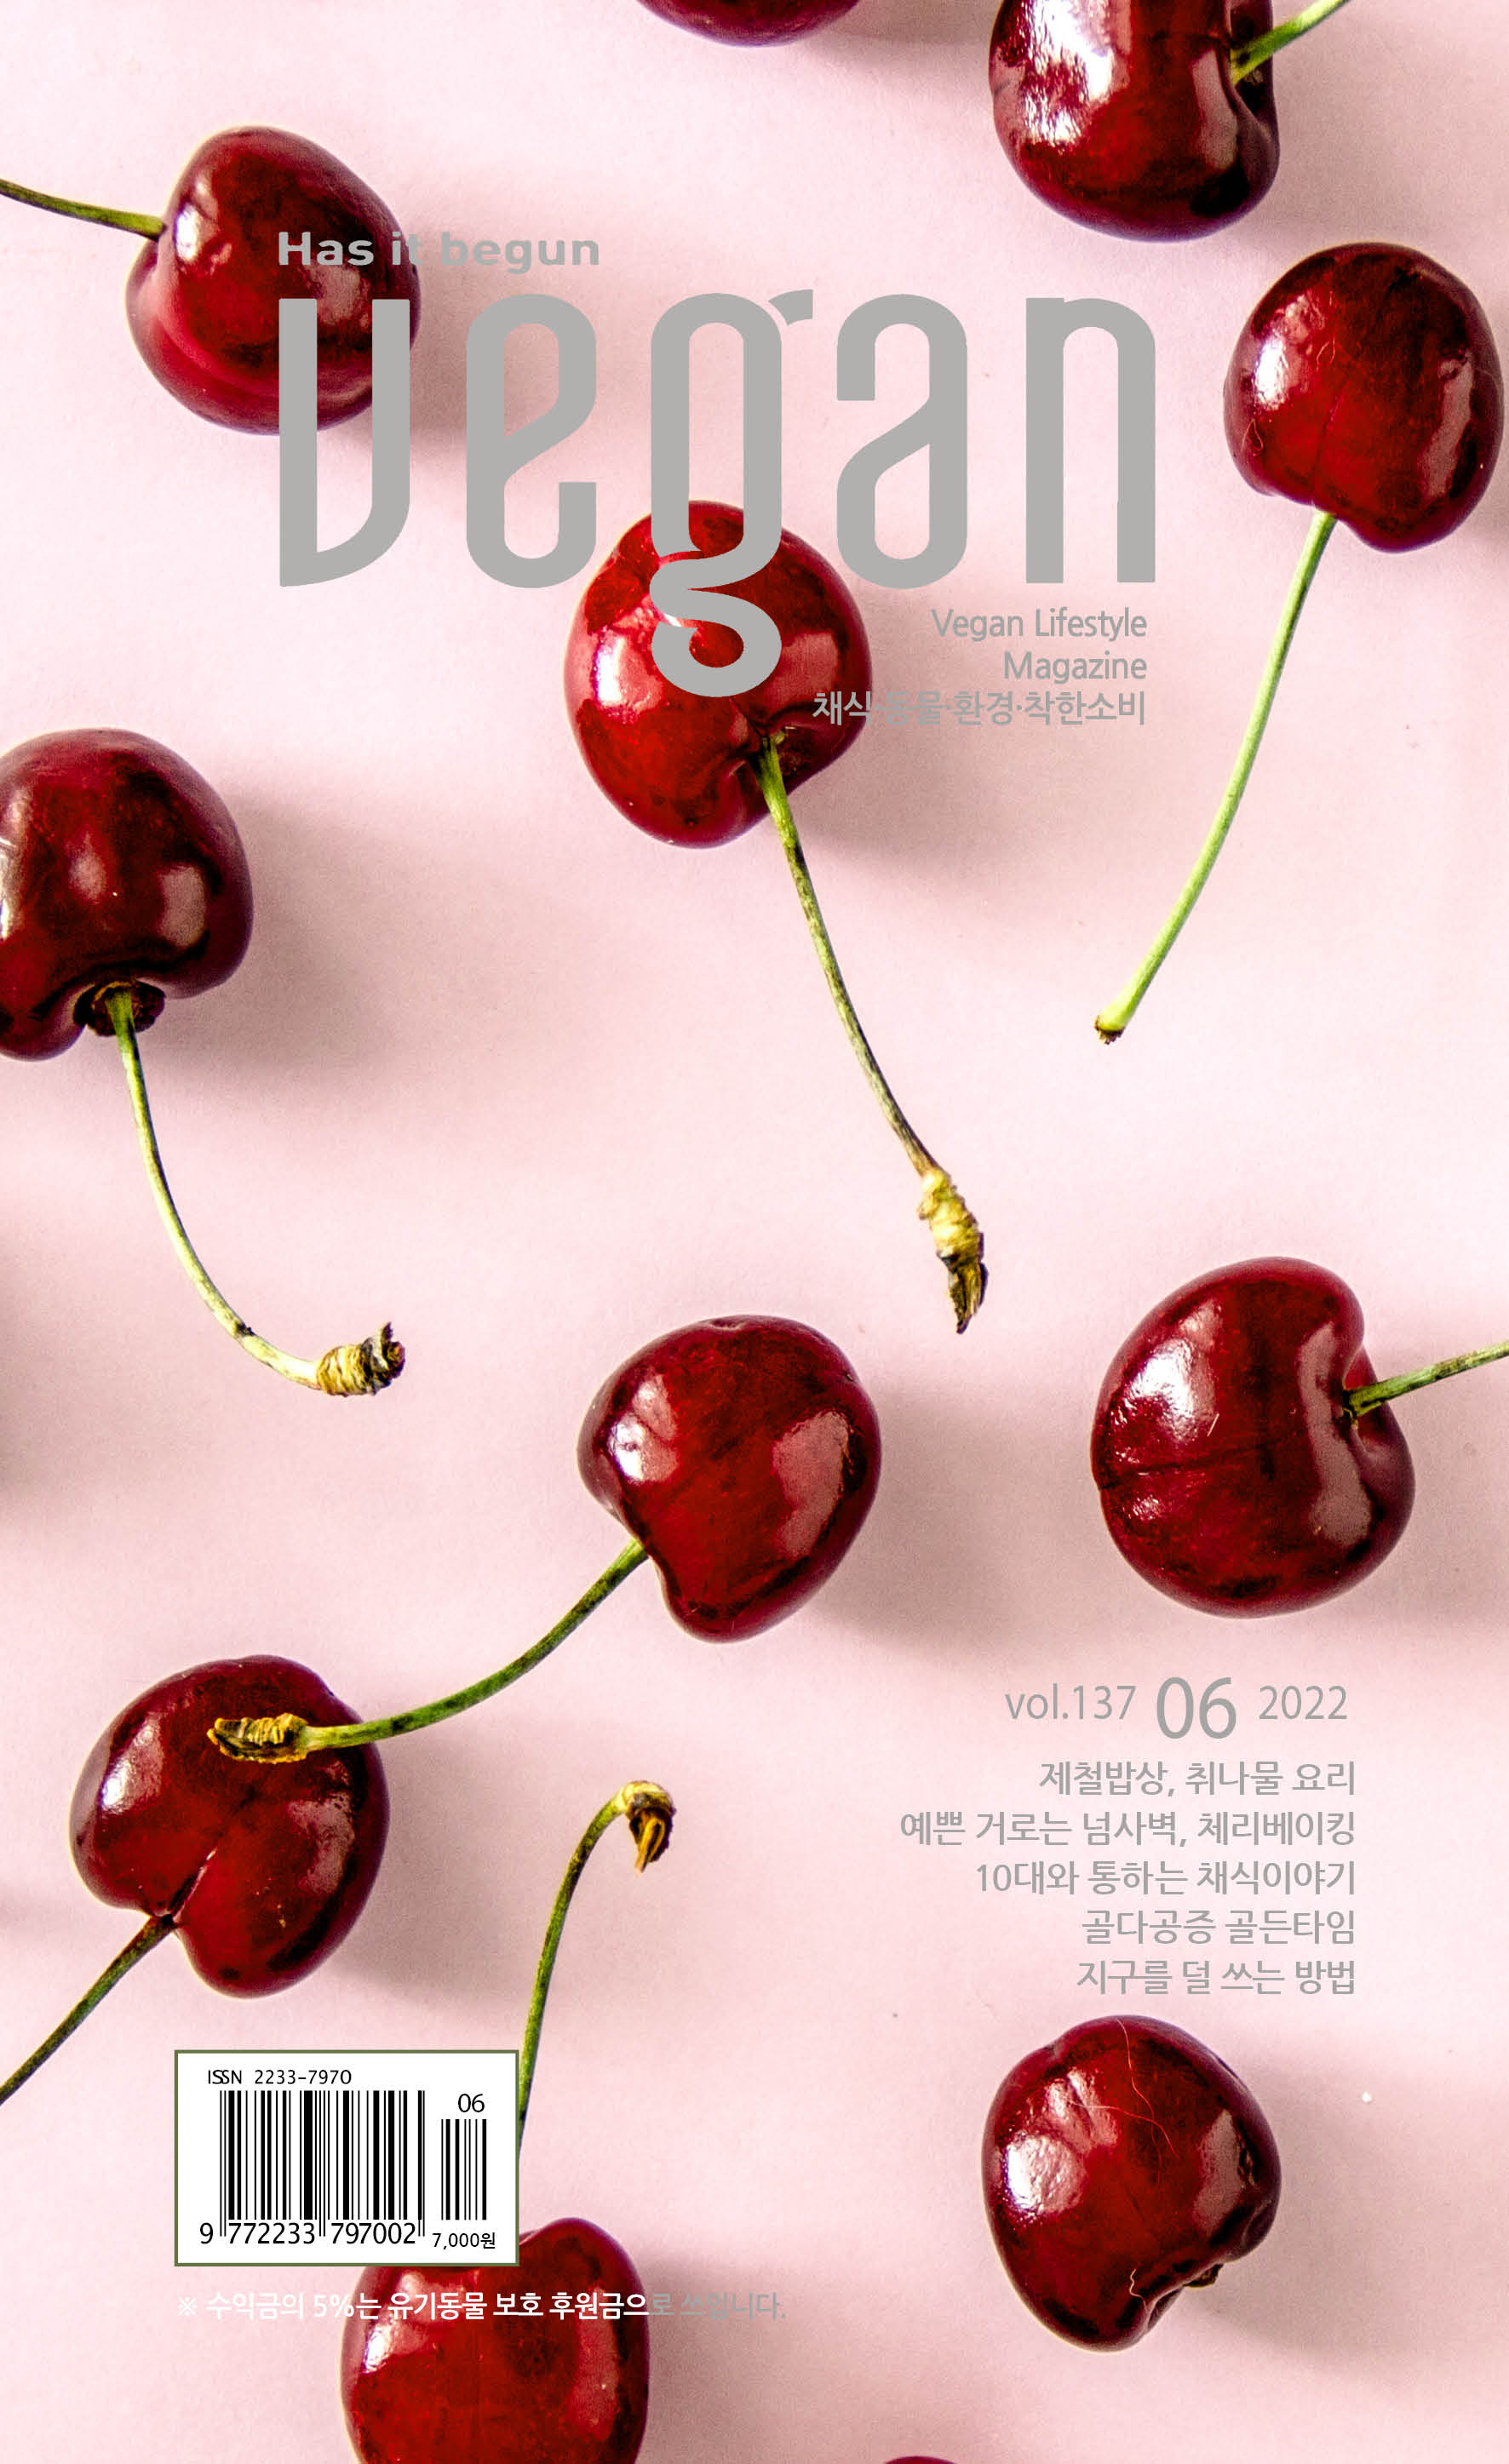 Has it begun
vegan
Vegan Lifestyle
Magazine
채식·동물·환경·착한소비
vol.137 06 2022
제철밥상, 취나물 요리
예쁜 거로는 넘사벽, 체리베이킹
10대와 통하는 채식이야기
골다공증 골든타임
지구를 덜 쓰는 방법
ISSN 2233-7970
06
9 772233 797002
7,000원
※ 수익금의 5%는 유기동물 보호 후원금으로 쓰입니다.